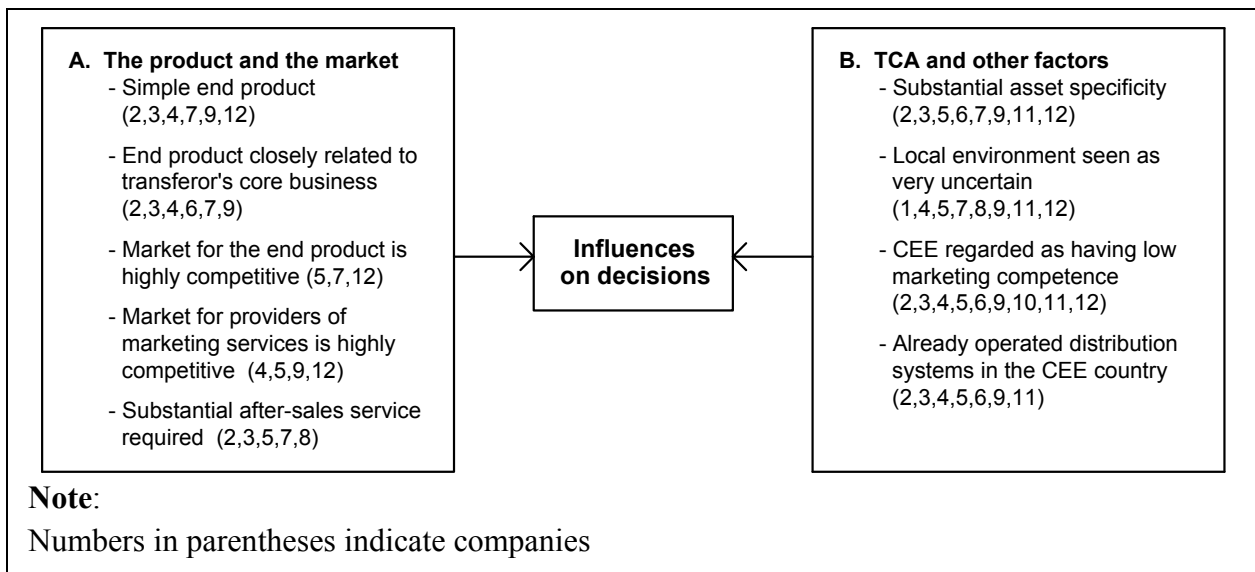 A. The product and the market
- Simple end product
(2,3,4,7,9,12)
- End product closely related to
transferor's core business
(2,3,4,6,7,9)
- Market for the end product is
highly competitive (5,7,12)
- Market for providers of
marketing services is highly
competitive (4,5,9,12)
- Substantial after-sales service
required (2,3,5,7,8)
Influences
on decisions
B. TCA and other factors
- Substantial asset specificity
(2,3,5,6,7,9,11,12)
- Local environment seen as
very uncertain
(1,4,5,7,8,9,11,12)
- CEE regarded as having low
marketing competence
(2,3,4,5,6,9,10,11,12)
- Already operated distribution
systems in the CEE country
(2,3,4,5,6,9,11)
Note:
Numbers in parentheses indicate companies